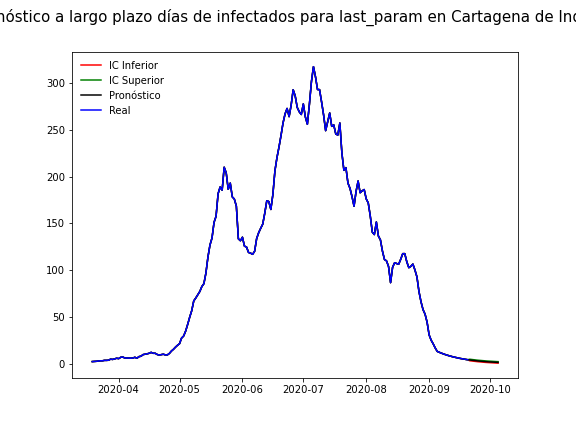 nóstico a largo plazo días de infectados para last_param en Cartagena de In
IC Inferior
IC Superior
Pronóstico
Real
300
250
200
150
100
50
0
2020-04 2020-05 2020-06 2020-07 2020-08 2020-09 2020-10